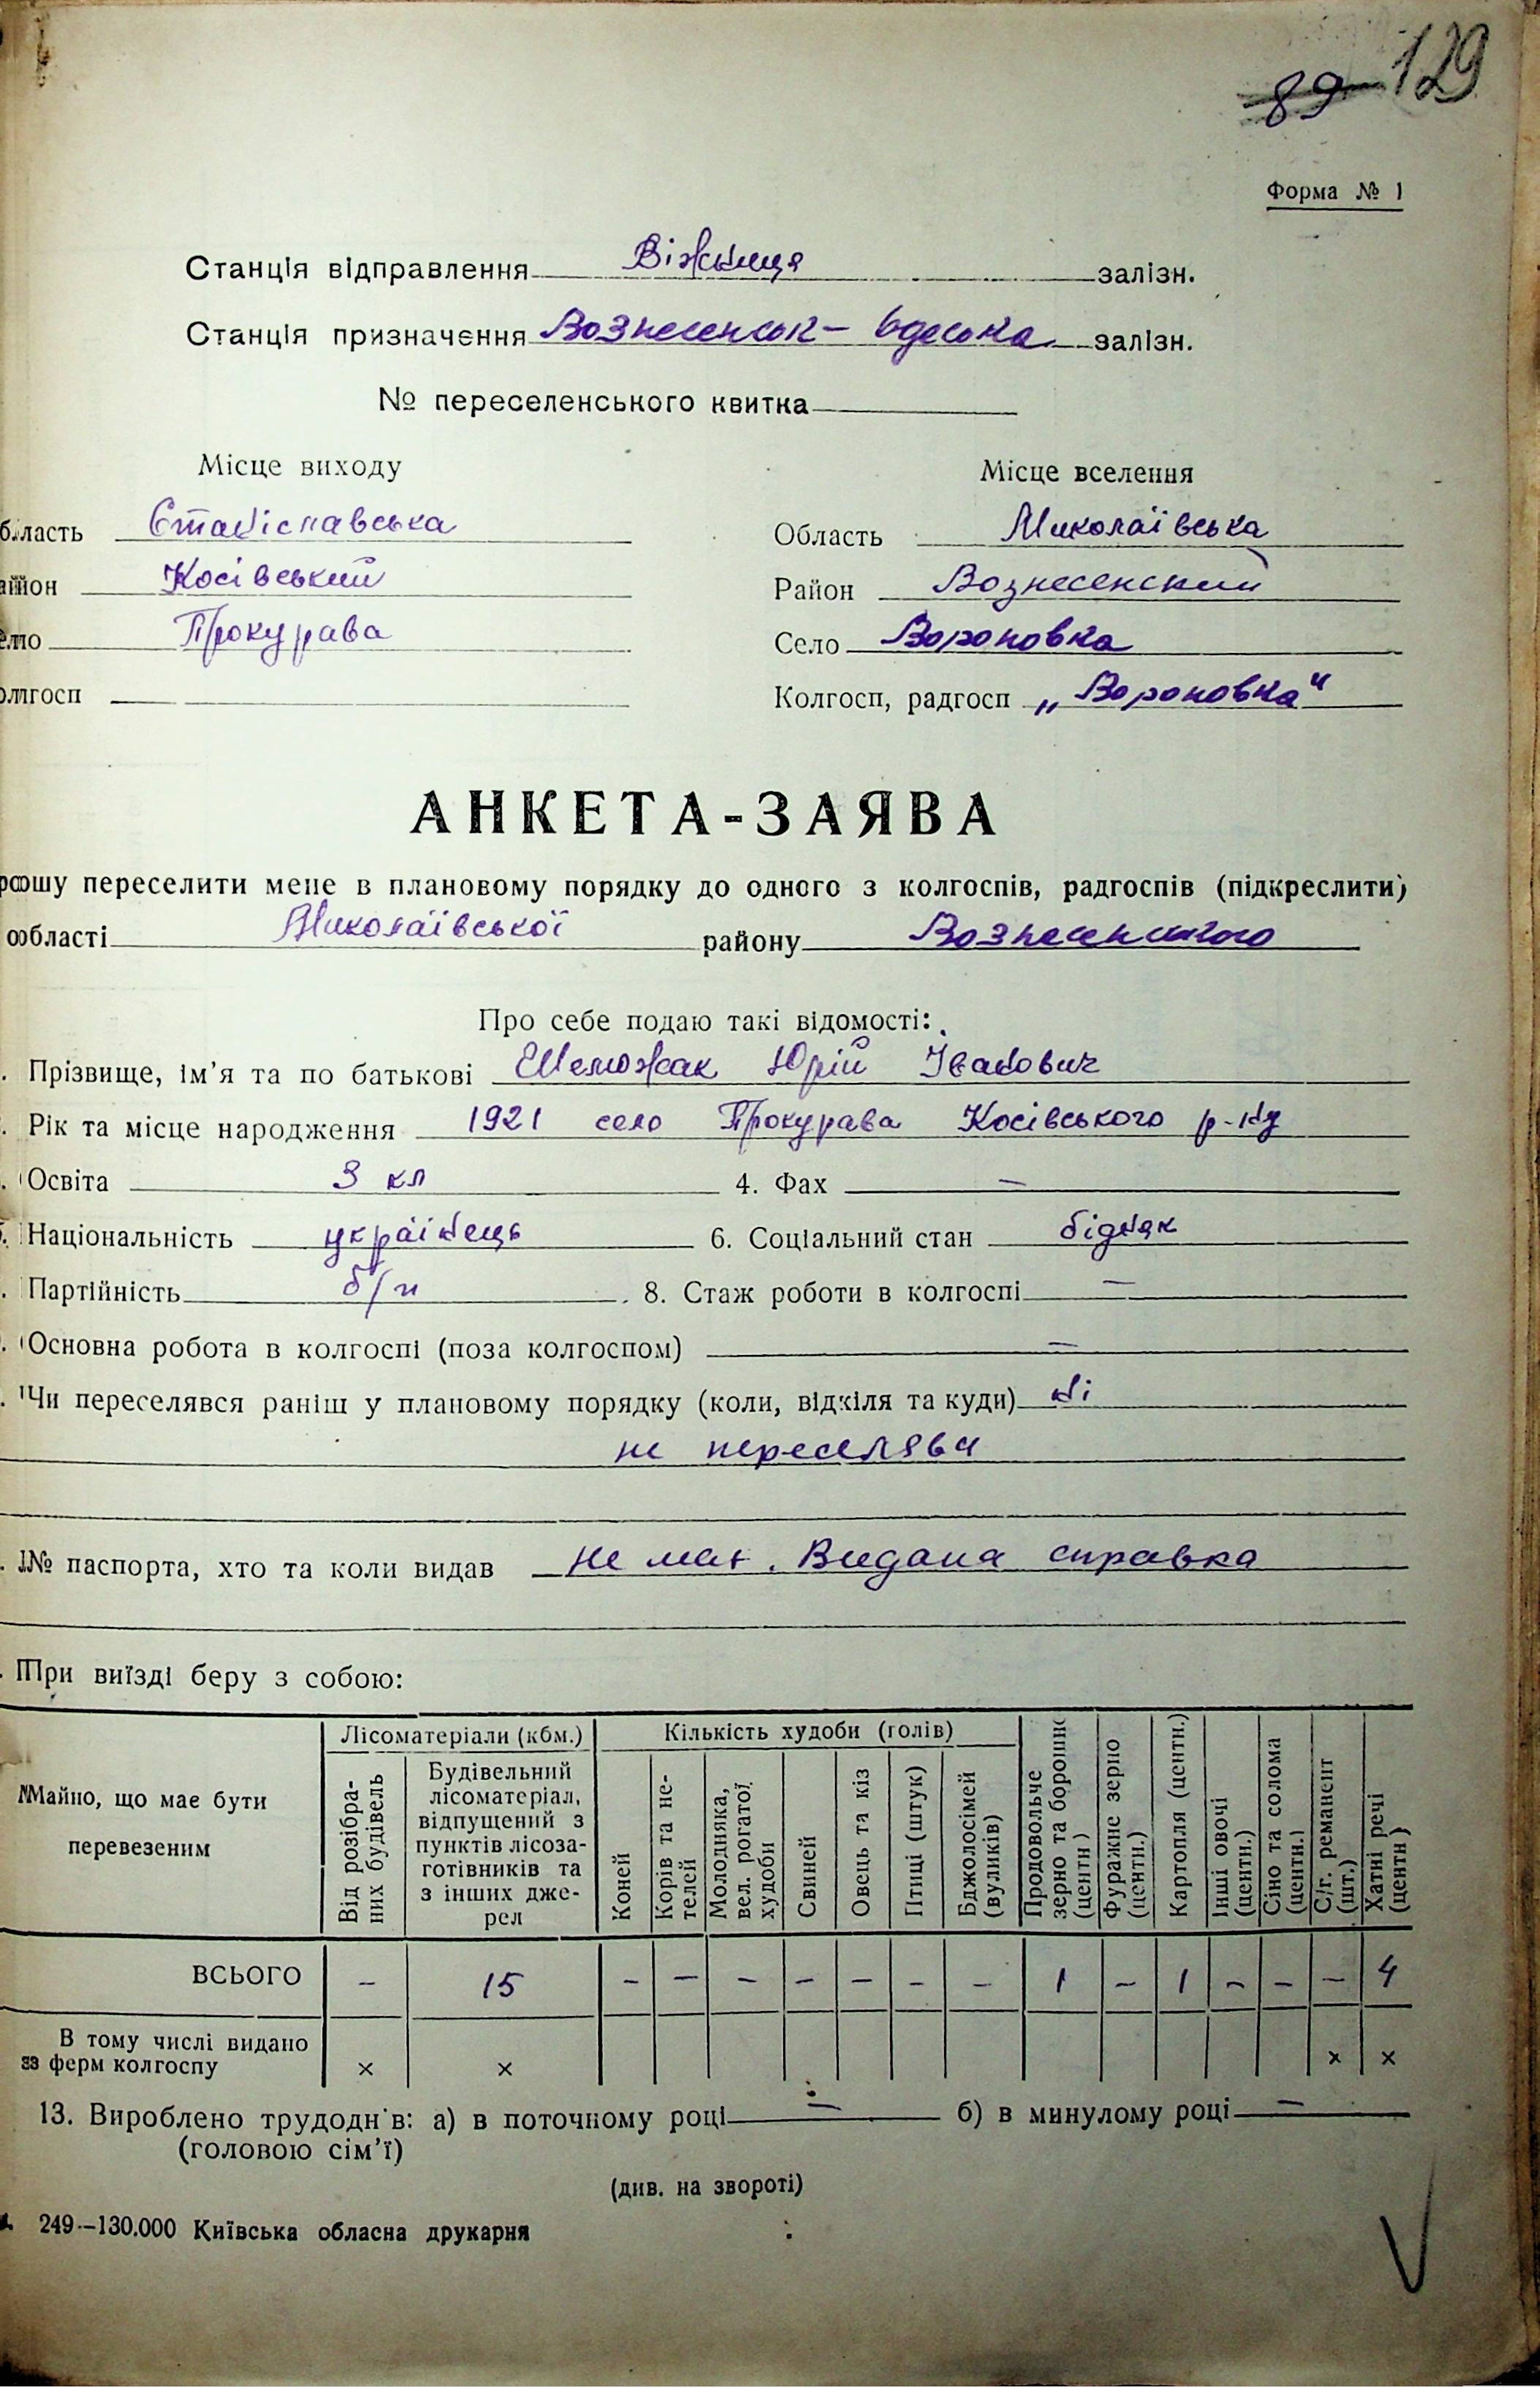 89 129
Форма № 1
Станція відправлення Віжниця залізн.
Станція призначення Вознесенськ - Одеська залізн.
№ переселенського квитка
Місце виходу Місце вселення
бласть Станіславська Область Миколаївська
айон Косівський Район Вознесенский
ело Прокурава Село Вороновка
олгосп Колгосп, радгосп „Вороновка"
АНКЕТА-ЗАЯВА
рошу переселити мене в плановому порядку до одного з колгоспів, радгоспів (підкреслити)
області Миколаївської району Вознесенського
Про себе подаю такі відомості:
. Прізвище, ім'я та по батькові Шемюжак Юрій Іванович
. Рік та місце народження 1921 село Прокурава Косівського р-ну
. Освіта 3 кл 4. Фах —
. Національність українець 6. Соціальний стан бідняк
. Партійність б/п 8. Стаж роботи в колгоспі —
. Основна робота в колгоспі (поза колгоспом) —
. Чи переселявся раніш у плановому порядку (коли, відкіля та куди) ні
не переселявся
. № паспорта, хто та коли видав не має. Видана справка
. При виїзді беру з собою:
Майно, що має бути перевезеним
Лісоматеріали (кбм.)
Від розібраних будівель
Будівельний лісоматеріал, відпущений з пунктів лісозаготівників та з інших джерел
Кількість худоби (голів)
Коней
Корів та нетелей
Молодняка, вел. рогатої худоби
Свиней
Овець та кіз
Птиці (штук)
Бджолосімей (вуликів)
Продовольче зерно та борошно (центн)
Фуражне зерно (центн.)
Картопля (центн.)
Інші овочі (центн.)
Сіно та солома (центн.)
С/г. реманент (шт.)
Хатні речі (центн)
ВСЬОГО – 15 – – – – – – – 1 – 1 – – – 4
В тому числі видано
з ферм колгоспу × × × ×
13. Вироблено трудоднів: а) в поточному році — б) в минулому році —
(головою сім'ї)
(див. на звороті)
249—130.000 Київська обласна друкарня